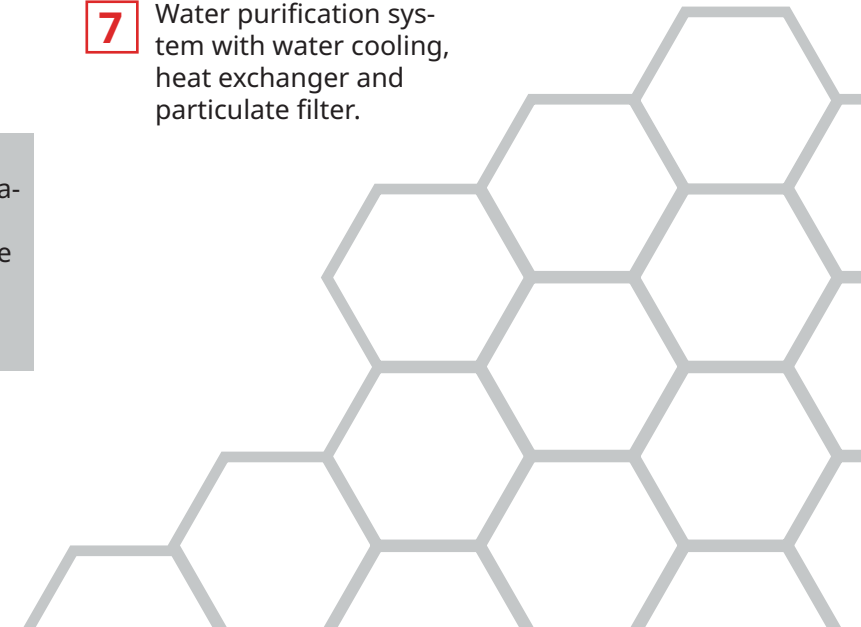 7
Water purification sys-
tem with water cooling,
heat exchanger and
particulate filter.
a-
e